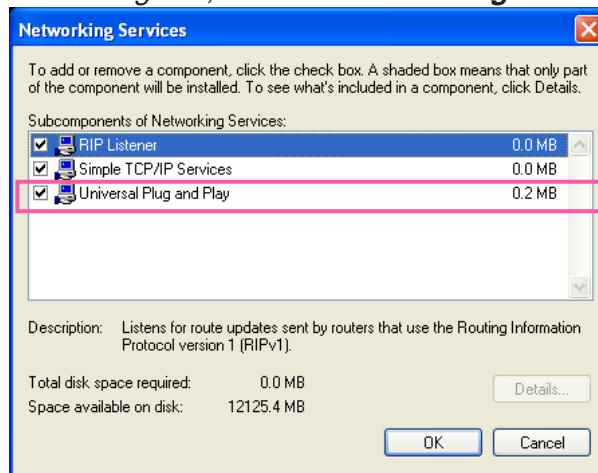 Networking Services
To add or remove a component, click the check box. A shaded box means that only part
of the component will be installed. To see what's included in a component, click Details.
Subcomponents of Networking Services:
RIP Listener 0.0 MB
Simple TCP/IP Services 0.0 MB
Universal Plug and Play 0.2 MB
Description: Listens for route updates sent by routers that use the Routing Information
Protocol version 1 (RIPv1).
Total disk space required: 0.0 MB
Details...
Space available on disk: 12125.4 MB
OK Cancel